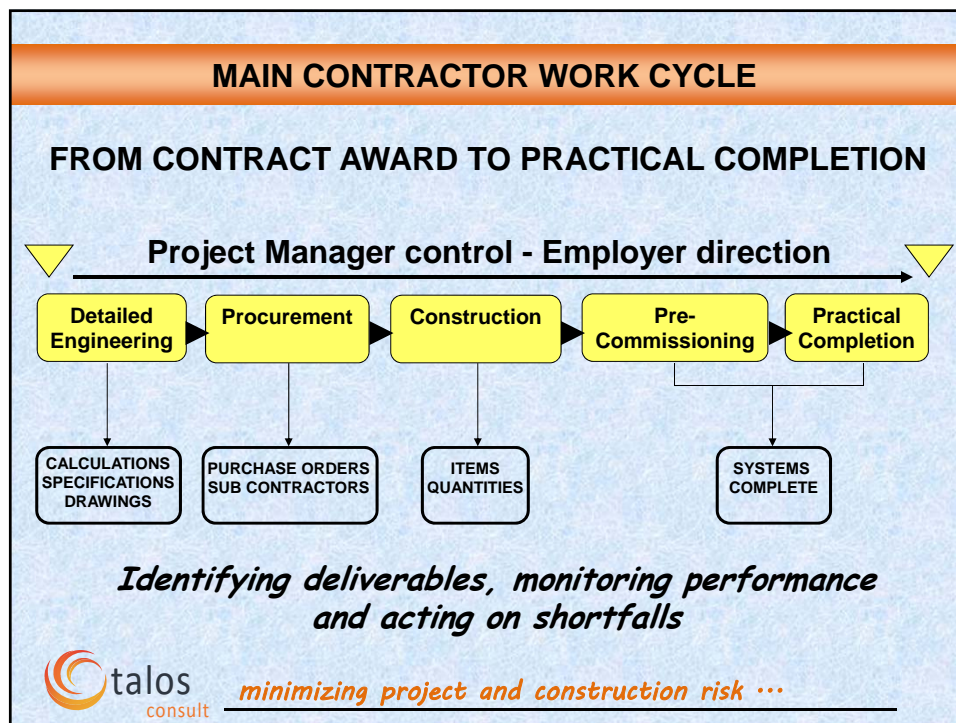 MAIN CONTRACTOR WORK CYCLE
FROM CONTRACT AWARD TO PRACTICAL COMPLETION
Project Manager control - Employer direction
Detailed
Engineering
Procurement
Construction
Pre-
Commissioning
Practical
Completion
CALCULATIONS
SPECIFICATIONS
DRAWINGS
PURCHASE ORDERS
SUB CONTRACTORS
ITEMS
QUANTITIES
SYSTEMS
COMPLETE
Identifying deliverables, monitoring performance
and acting on shortfalls
talos
consult
minimizing project and construction risk ...